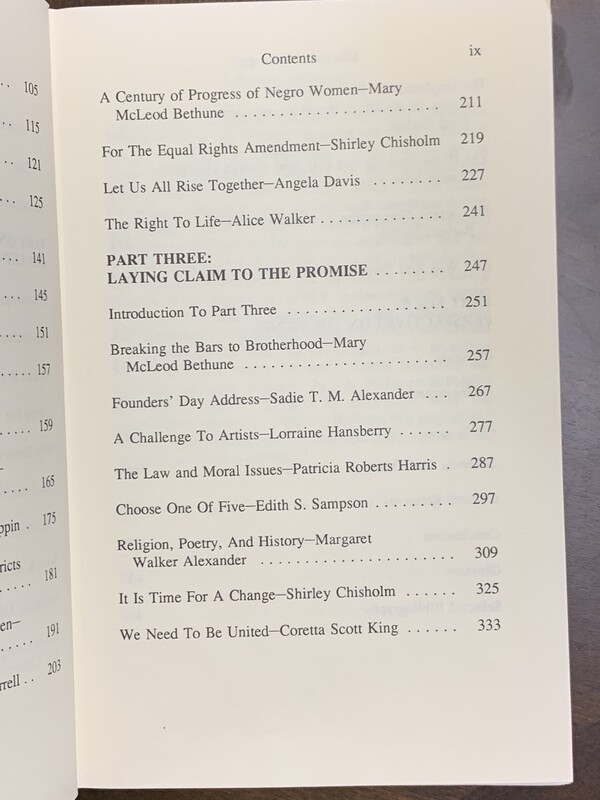 105
115
121
125
141
145
151
157
159
165
ppin . 175
ricts
181
en–
191
rrell . . 203
Contents ix
A Century of Progress of Negro Women—Mary
McLeod Bethune . . . . . . . . . . . . . . . . . . . . . . . 211
For The Equal Rights Amendment—Shirley Chisholm 219
Let Us All Rise Together—Angela Davis . . . . . . . . 227
The Right To Life—Alice Walker . . . . . . . . . . . . . . 241
PART THREE:
LAYING CLAIM TO THE PROMISE . . . . . . . . 247
Introduction To Part Three . . . . . . . . . . . . . . . . . 251
Breaking the Bars to Brotherhood—Mary
McLeod Bethune . . . . . . . . . . . . . . . . . . . . . . 257
Founders' Day Address—Sadie T. M. Alexander . . . 267
A Challenge To Artists—Lorraine Hansberry . . . . . . 277
The Law and Moral Issues—Patricia Roberts Harris . 287
Choose One Of Five—Edith S. Sampson . . . . . . . . . 297
Religion, Poetry, And History—Margaret
Walker Alexander . . . . . . . . . . . . . . . . . . . . . . 309
It Is Time For A Change—Shirley Chisholm . . . . . . 325
We Need To Be United—Coretta Scott King . . . . . . 333